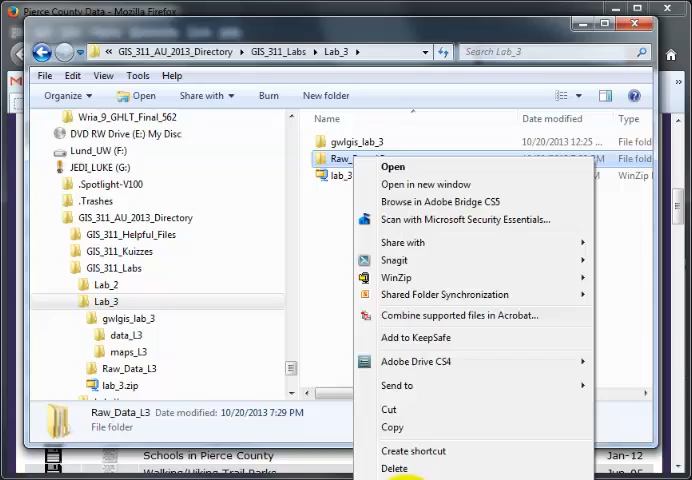 Pierce County Data - Mozilla Firefox
« GIS_311_AU_2013_Directory ▸ GIS_311_Labs ▸ Lab_3 ▸
Search Lab_3
File Edit View Tools Help
Organize Open Share with Burn New folder
Name Date modified Type
Wria_9_GHLT_Final_562
DVD RW Drive (E:) My Disc
Lund_UW (F:)
JEDI_LUKE (G:)
.Spotlight-V100
.Trashes
GIS_311_AU_2013_Directory
GIS_311_Helpful_Files
GIS_311_Kuizzes
GIS_311_Labs
Lab_2
Lab_3
gwlgis_lab_3
data_L3
maps_L3
Raw_Data_L3
lab_3.zip
gwlgis_lab_3 10/20/2013 12:25 ... File folde
File folde
lab_3 WinZip F
Open
Open in new window
Browse in Adobe Bridge CS5
Scan with Microsoft Security Essentials...
Share with
Snagit
WinZip
Shared Folder Synchronization
Combine supported files in Acrobat...
Add to KeepSafe
Adobe Drive CS4
Send to
Cut
Copy
Create shortcut
Delete
Raw_Data_L3 Date modified: 10/20/2013 7:29 PM
File folder
Schools in Pierce County Jan-12
Walking/Hiking Trail Parks